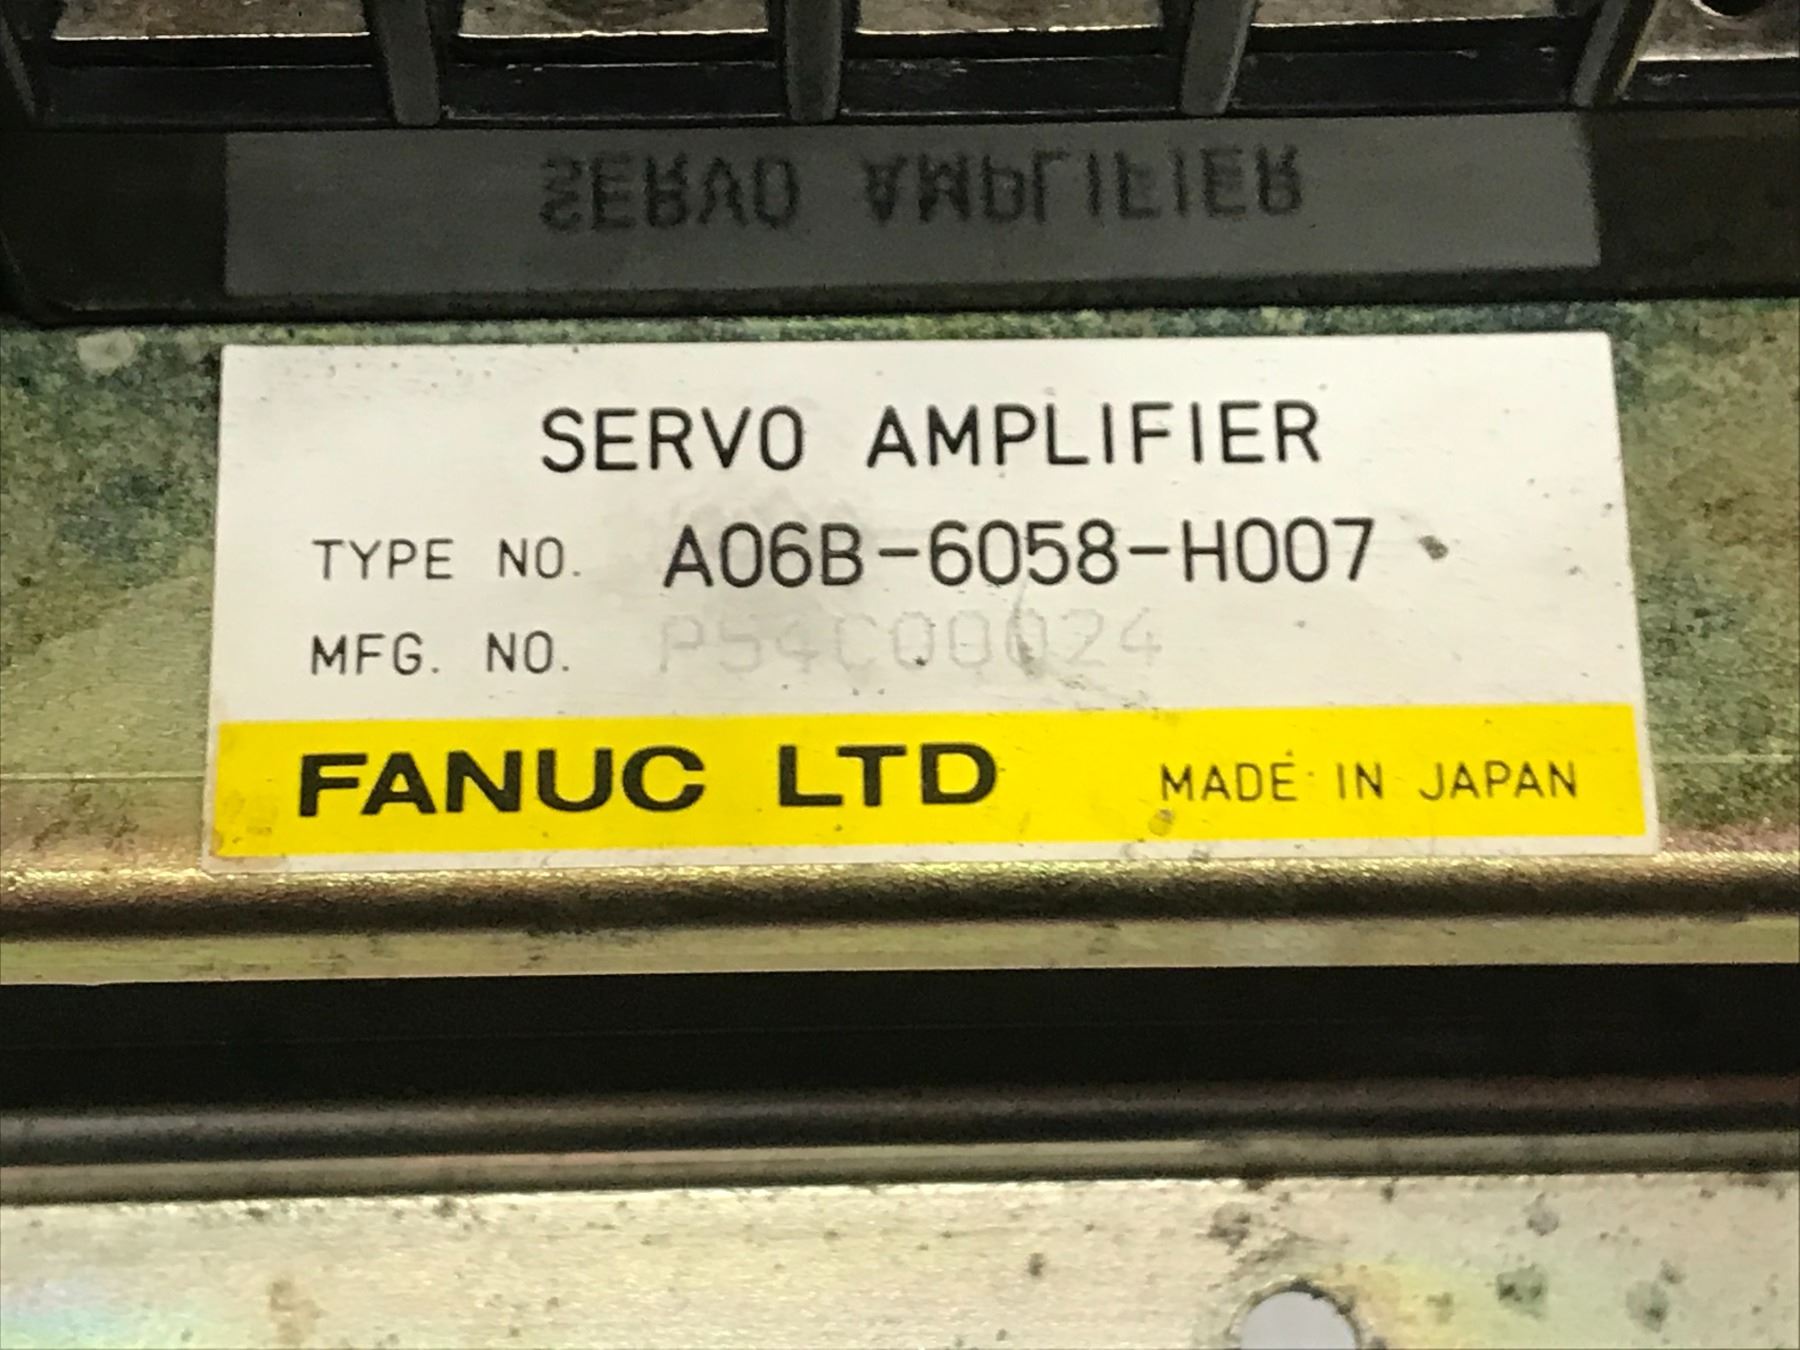 SERVO AMPLIFIER
SERVO AMPLIFIER
TYPE NO. A06B-6058-H007
MFG. NO. P54C00024
FANUC LTD MADE IN JAPAN